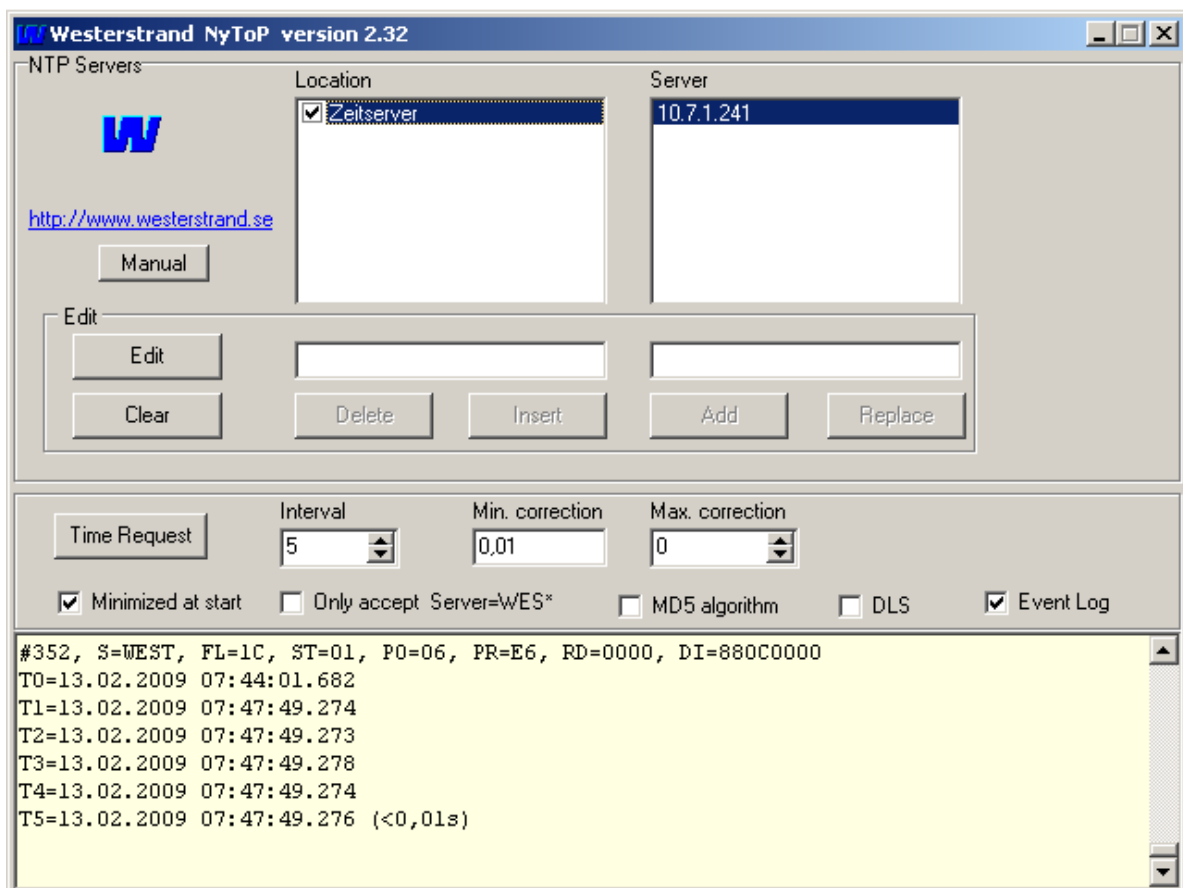 Westerstrand NyToP version 2.32
NTP Servers
Location
Server
Zeitserver
10.7.1.241
http://www.westerstrand.se
Manual
Edit
Edit
Clear
Delete
Insert
Add
Replace
Interval
Min. correction
Max. correction
Time Request
5
0,01
0
Minimized at start
Only accept Server=WES*
MD5 algorithm
DLS
Event Log
#352, S=WEST, FL=1C, ST=01, PO=06, PR=E6, RD=0000, DI=880C0000
T0=13.02.2009 07:44:01.682
T1=13.02.2009 07:47:49.274
T2=13.02.2009 07:47:49.273
T3=13.02.2009 07:47:49.278
T4=13.02.2009 07:47:49.274
T5=13.02.2009 07:47:49.276 (<0,01s)